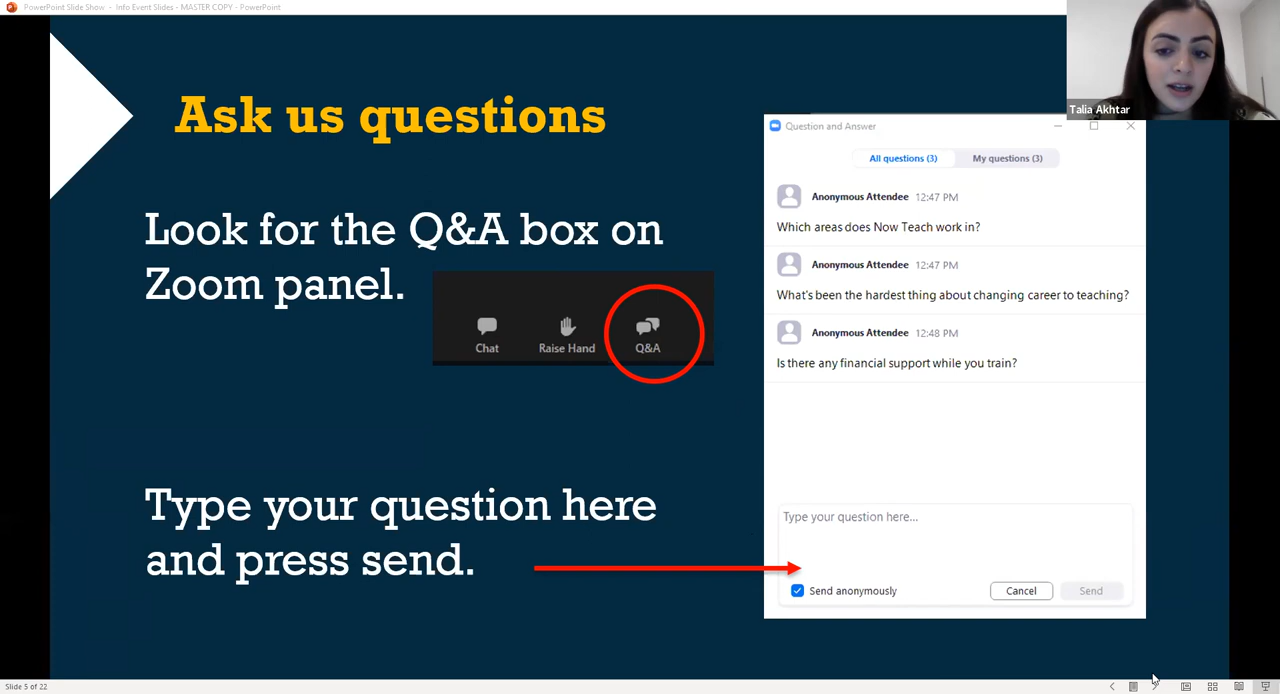 PowerPoint Slide Show - Info Event Slides - MASTER COPY - PowerPoint
Talia Akhtar
Ask us questions
Look for the Q&A box on
Zoom panel.
Chat
Raise Hand
Q&A
Type your question here
and press send.
Question and Answer
All questions (3)
My questions (3)
Anonymous Attendee 12:47 PM
Which areas does Now Teach work in?
Anonymous Attendee 12:47 PM
What's been the hardest thing about changing career to teaching?
Anonymous Attendee 12:48 PM
Is there any financial support while you train?
Type your question here...
Send anonymously
Cancel
Send
Slide 5 of 22